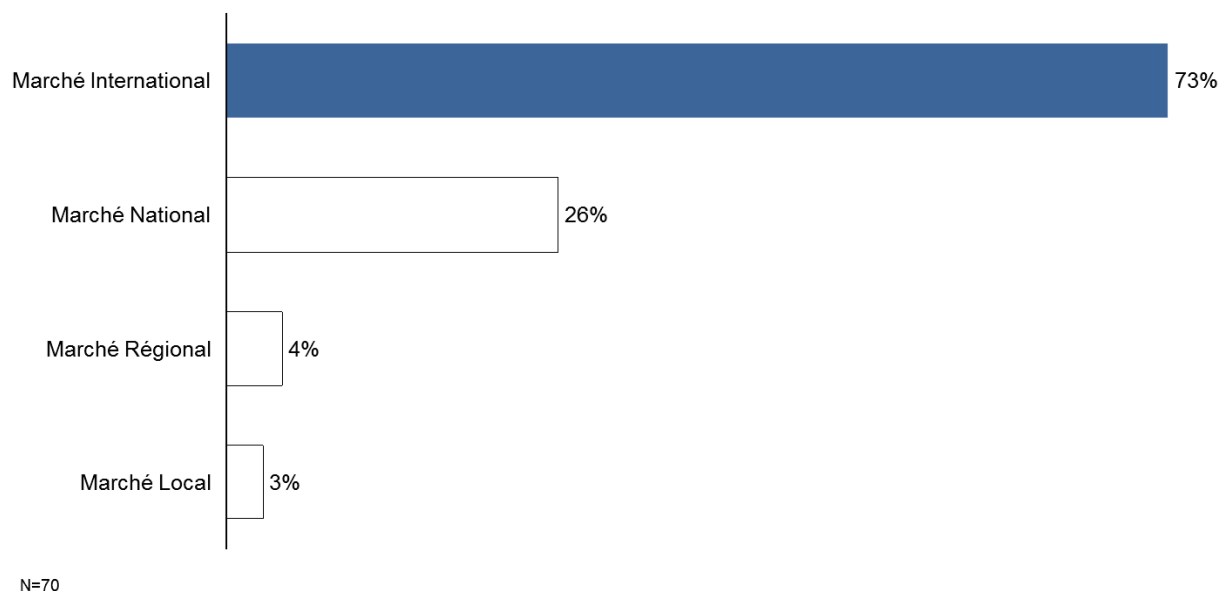 Marché International 73%
Marché National 26%
Marché Régional 4%
Marché Local 3%
N=70